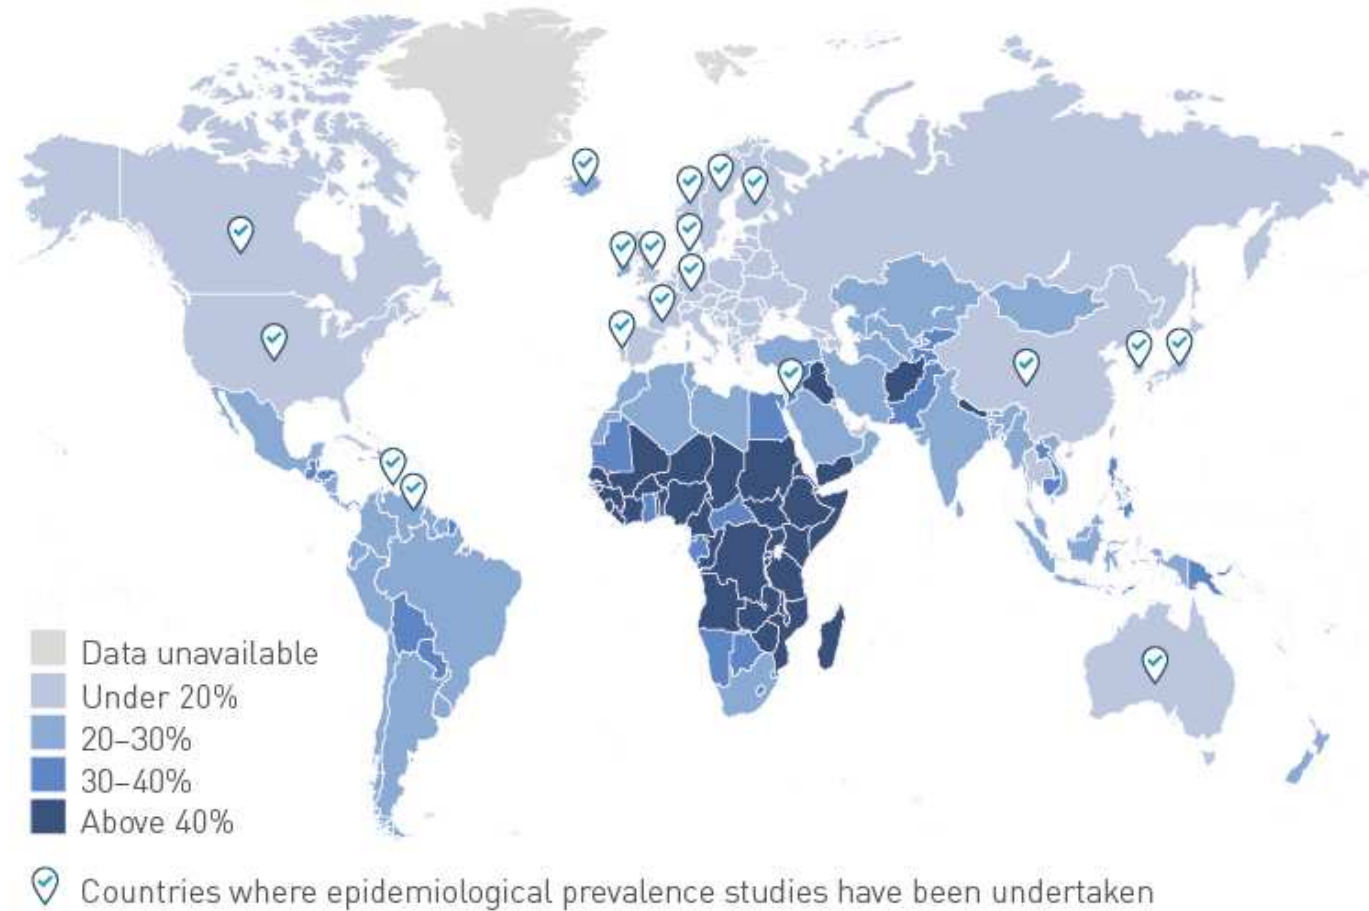 Data unavailable
Under 20%
20–30%
30–40%
Above 40%
Countries where epidemiological prevalence studies have been undertaken